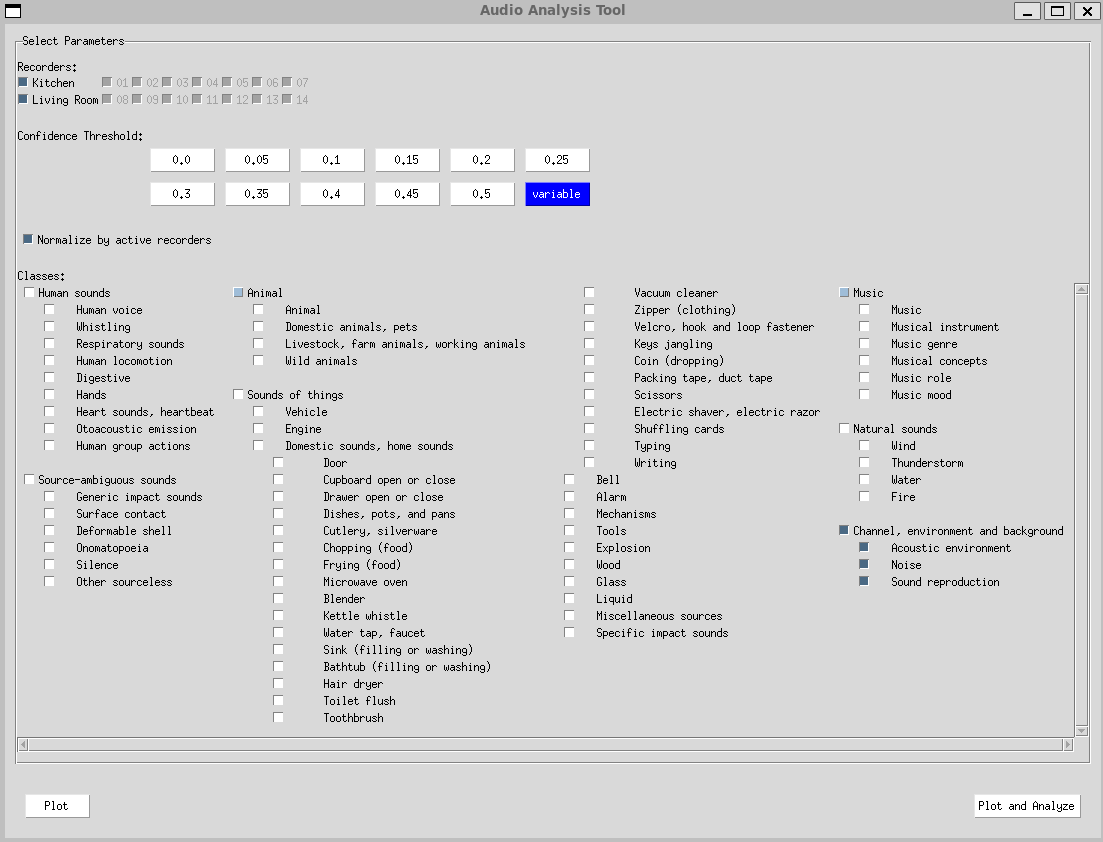 Audio Analysis Tool
Select Parameters
Recorders:
Kitchen 01 02 03 04 05 06 07
Living Room 08 09 10 11 12 13 14
Confidence Threshold:
0.0 0.05 0.1 0.15 0.2 0.25
0.3 0.35 0.4 0.45 0.5 variable
Normalize by active recorders
Classes:
Human sounds
Human voice
Whistling
Respiratory sounds
Human locomotion
Digestive
Hands
Heart sounds, heartbeat
Otoacoustic emission
Human group actions
Source-ambiguous sounds
Generic impact sounds
Surface contact
Deformable shell
Onomatopoeia
Silence
Other sourceless
Animal
Animal
Domestic animals, pets
Livestock, farm animals, working animals
Wild animals
Sounds of things
Vehicle
Engine
Domestic sounds, home sounds
Door
Cupboard open or close
Drawer open or close
Dishes, pots, and pans
Cutlery, silverware
Chopping (food)
Frying (food)
Microwave oven
Blender
Kettle whistle
Water tap, faucet
Sink (filling or washing)
Bathtub (filling or washing)
Hair dryer
Toilet flush
Toothbrush
Vacuum cleaner
Zipper (clothing)
Velcro, hook and loop fastener
Keys jangling
Coin (dropping)
Packing tape, duct tape
Scissors
Electric shaver, electric razor
Shuffling cards
Typing
Writing
Bell
Alarm
Mechanisms
Tools
Explosion
Wood
Glass
Liquid
Miscellaneous sources
Specific impact sounds
Music
Music
Musical instrument
Music genre
Musical concepts
Music role
Music mood
Natural sounds
Wind
Thunderstorm
Water
Fire
Channel, environment and background
Acoustic environment
Noise
Sound reproduction
Plot
Plot and Analyze